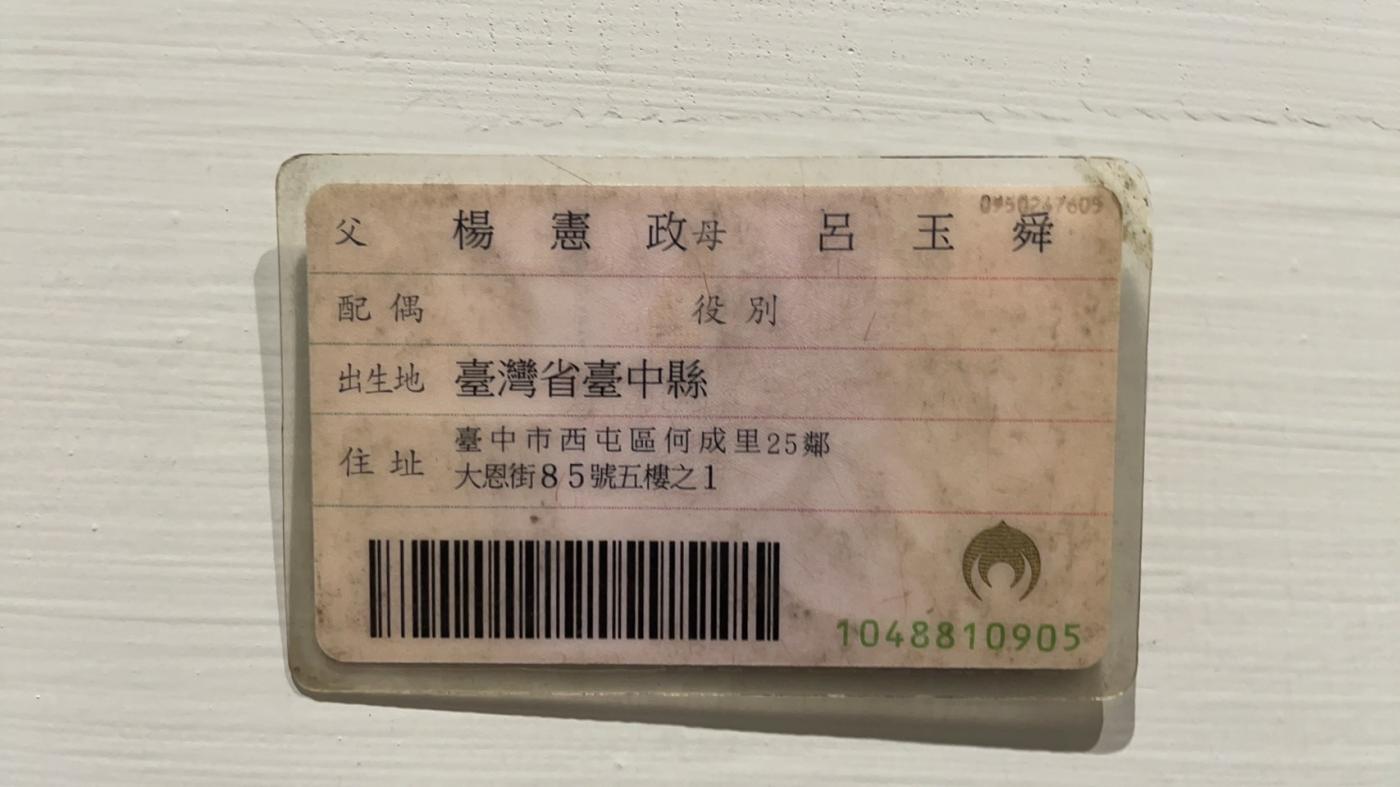 父 楊憲政 母 呂玉舜
配偶 役別
出生地 臺灣省臺中縣
住址 臺中市西屯區何成里25鄰
大恩街85號五樓之1
1048810905